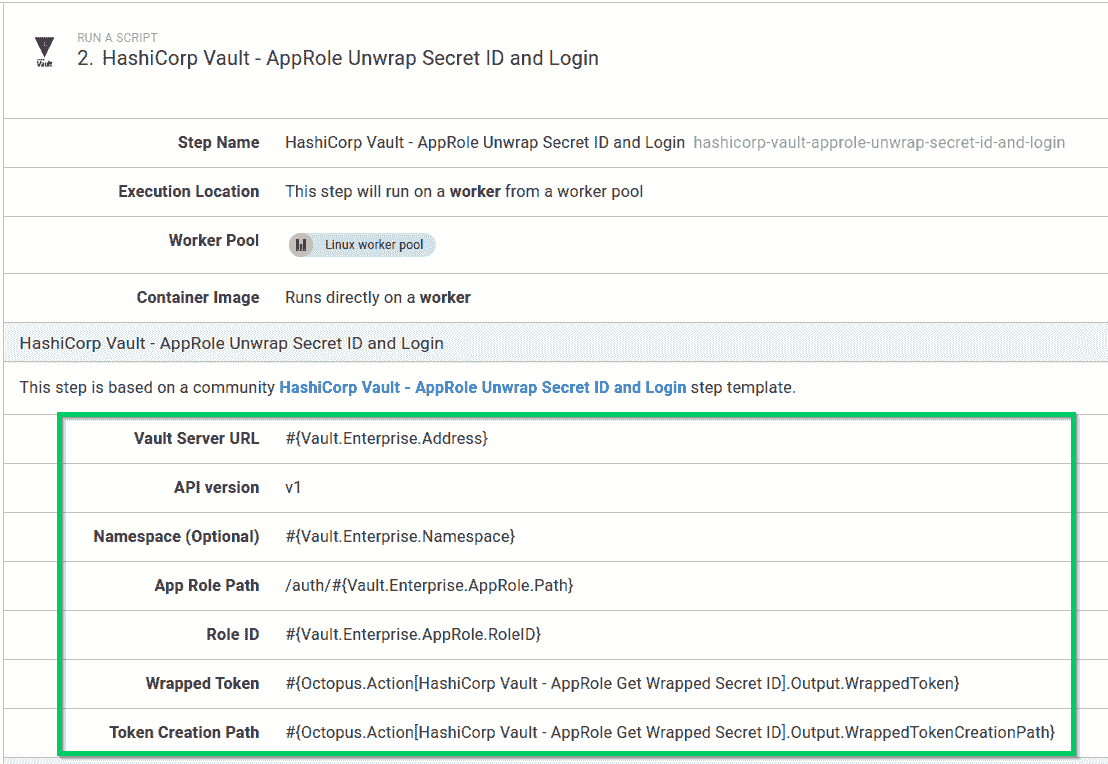 RUN A SCRIPT
2. HashiCorp Vault - AppRole Unwrap Secret ID and Login
Vault
Step Name HashiCorp Vault - AppRole Unwrap Secret ID and Login hashicorp-vault-approle-unwrap-secret-id-and-login
Execution Location This step will run on a worker from a worker pool
Worker Pool Linux worker pool
Container Image Runs directly on a worker
HashiCorp Vault - AppRole Unwrap Secret ID and Login
This step is based on a community HashiCorp Vault - AppRole Unwrap Secret ID and Login step template.
Vault Server URL #{Vault.Enterprise.Address}
API version v1
Namespace (Optional) #{Vault.Enterprise.Namespace}
App Role Path /auth/#{Vault.Enterprise.AppRole.Path}
Role ID #{Vault.Enterprise.AppRole.RoleID}
Wrapped Token #{Octopus.Action[HashiCorp Vault - AppRole Get Wrapped Secret ID].Output.WrappedToken}
Token Creation Path #{Octopus.Action[HashiCorp Vault - AppRole Get Wrapped Secret ID].Output.WrappedTokenCreationPath}